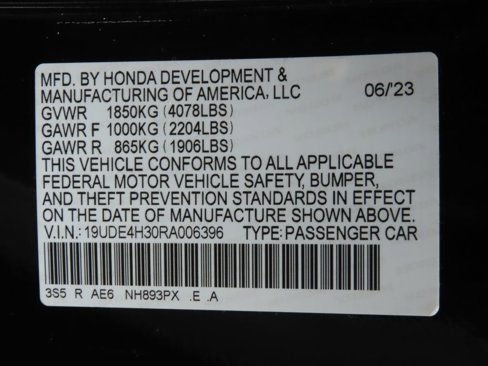 MFD. BY HONDA DEVELOPMENT &
MANUFACTURING OF AMERICA, LLC 06/'23
GVWR 1850KG (4078LBS)
GAWR F 1000KG (2204LBS)
GAWR R 865KG (1906LBS)
THIS VEHICLE CONFORMS TO ALL APPLICABLE
FEDERAL MOTOR VEHICLE SAFETY, BUMPER,
AND THEFT PREVENTION STANDARDS IN EFFECT
ON THE DATE OF MANUFACTURE SHOWN ABOVE.
V.I.N.: 19UDE4H30RA006396 TYPE: PASSENGER CAR
3S5 R AE6 NH893PX .E .A